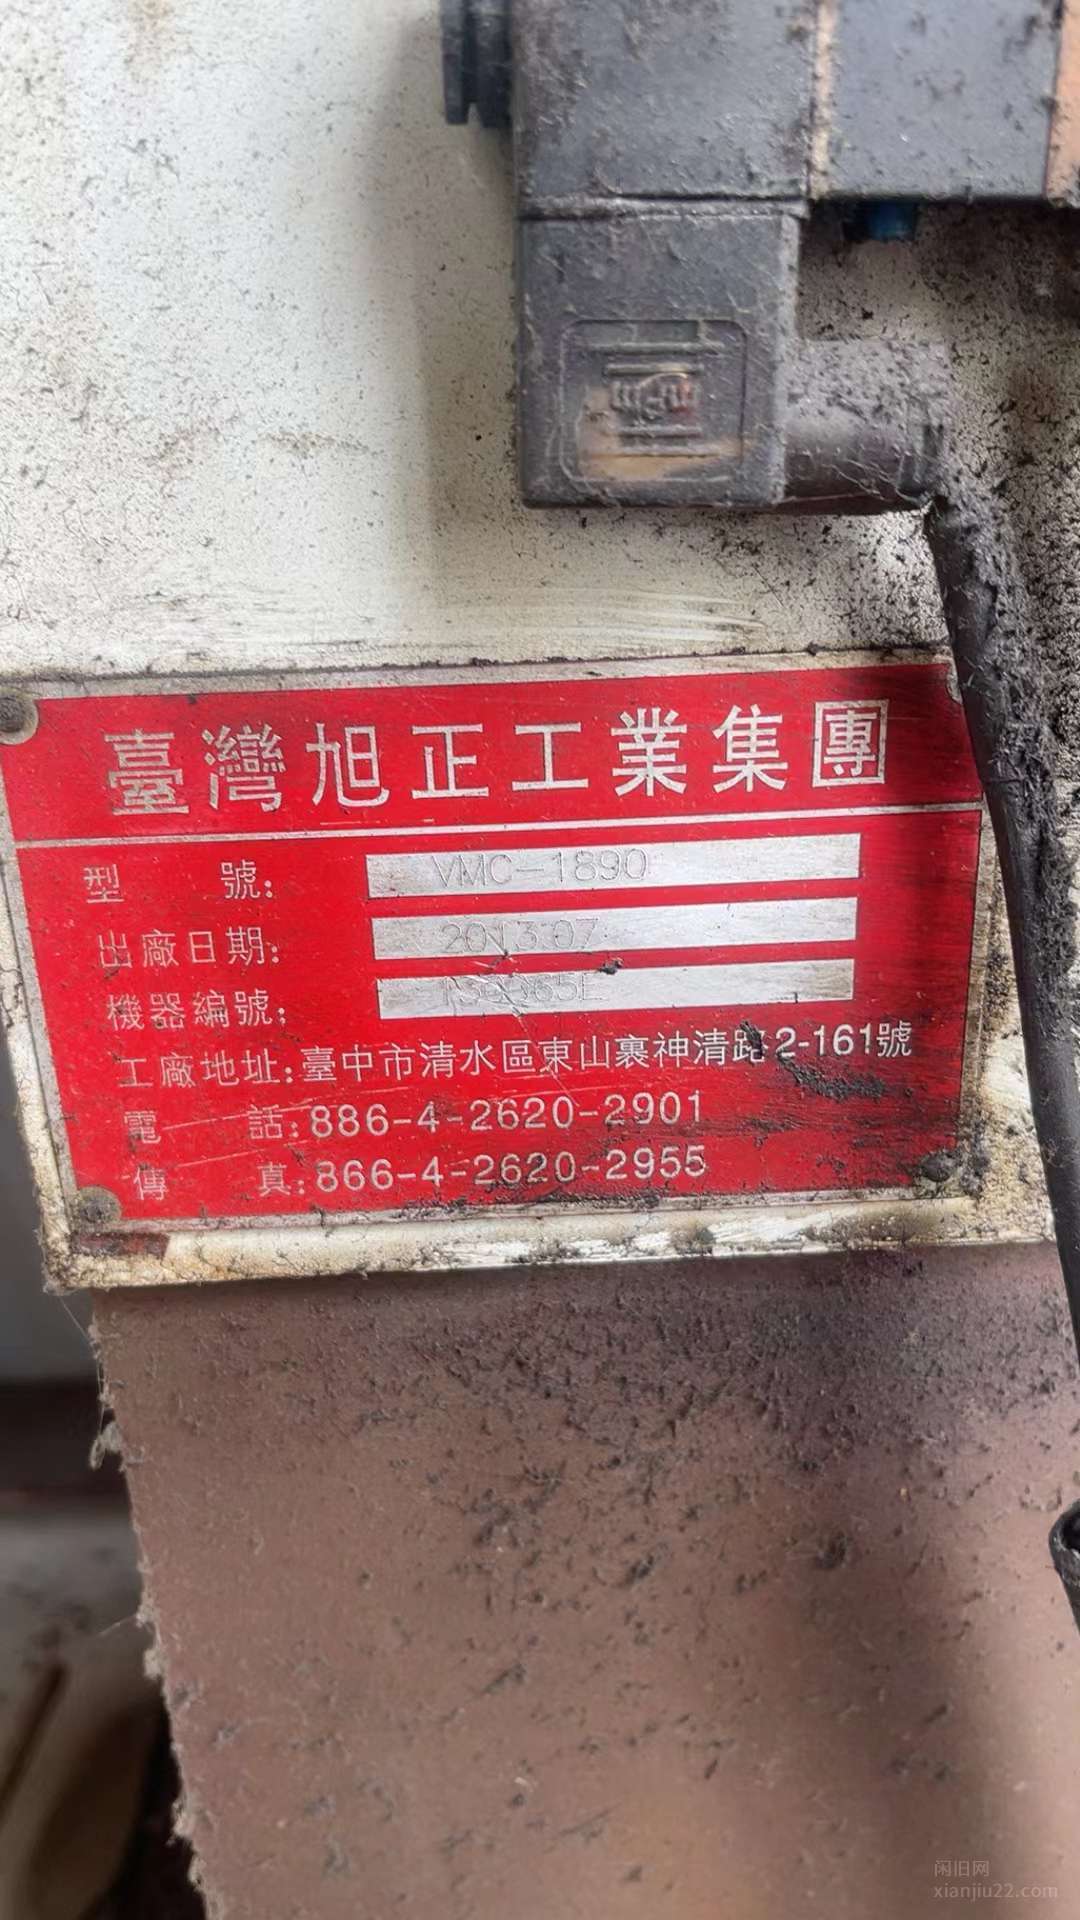 臺灣旭正工業集團
型 號: VMC-1890
出廠日期: 2013.07
機器編號:
工廠地址:臺中市清水區東山裏神清路2-161號
電 話:886-4-2620-2901
傳 真:866-4-2620-2955
闲旧网
xianjiu22.com